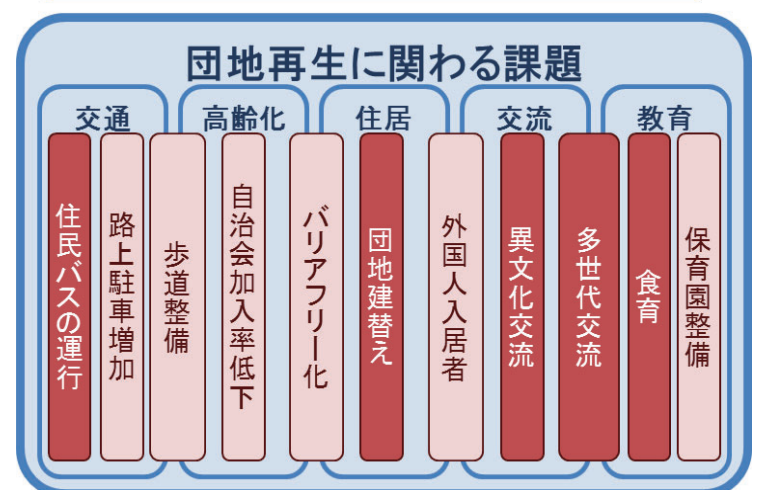 団地再生に関わる課題
交通
高齢化
住居
交流
教育
住民バスの運行
路上駐車増加
歩道整備
自治会加入率低下
バリアフリー化
団地建替え
外国人入居者
異文化交流
多世代交流
食育
保育園整備